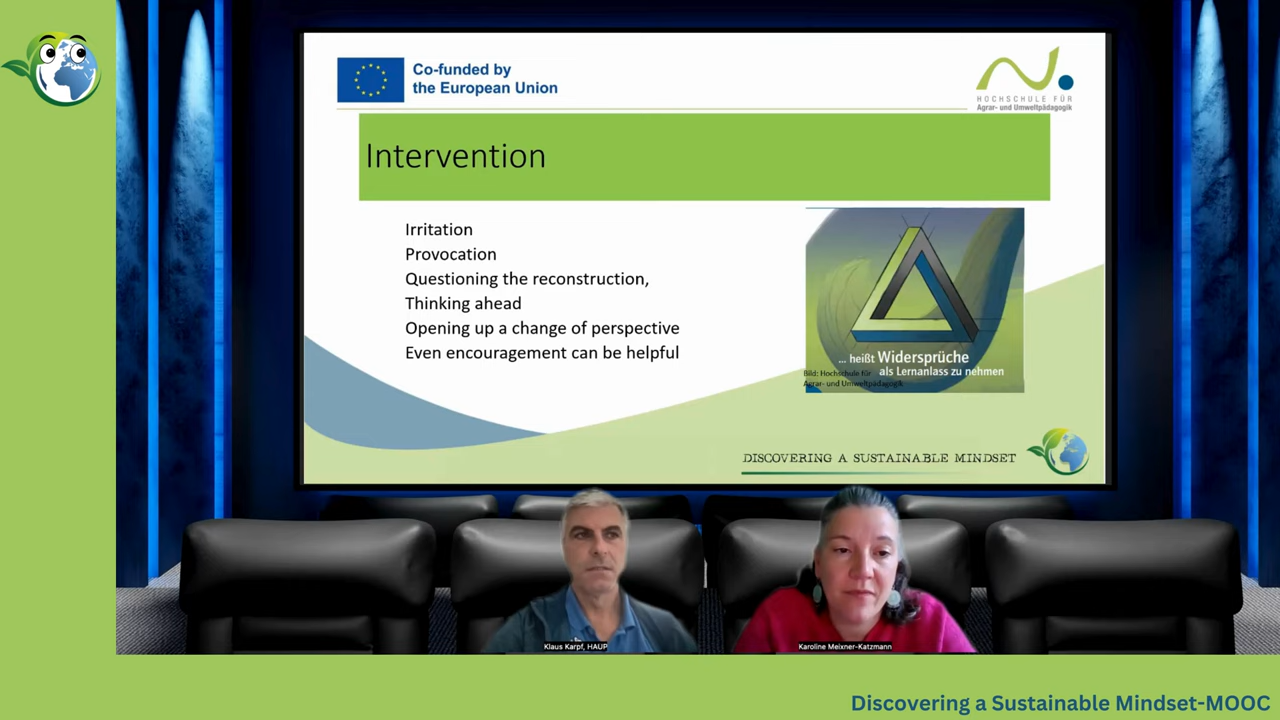 Co-funded by
the European Union
HOCHSCHULE FÜR
Agrar- und Umweltpädagogik
Intervention
Irritation
Provocation
Questioning the reconstruction,
Thinking ahead
Opening up a change of perspective
Even encouragement can be helpful
... heißt Widersprüche
als Lernanlass zu nehmen
Bild: Hochschule für
Agrar- und Umweltpädagogik
DISCOVERING A SUSTAINABLE MINDSET
Klaus Karpf, HAUP
Karoline Meixner-Katzmann
Discovering a Sustainable Mindset-MOOC